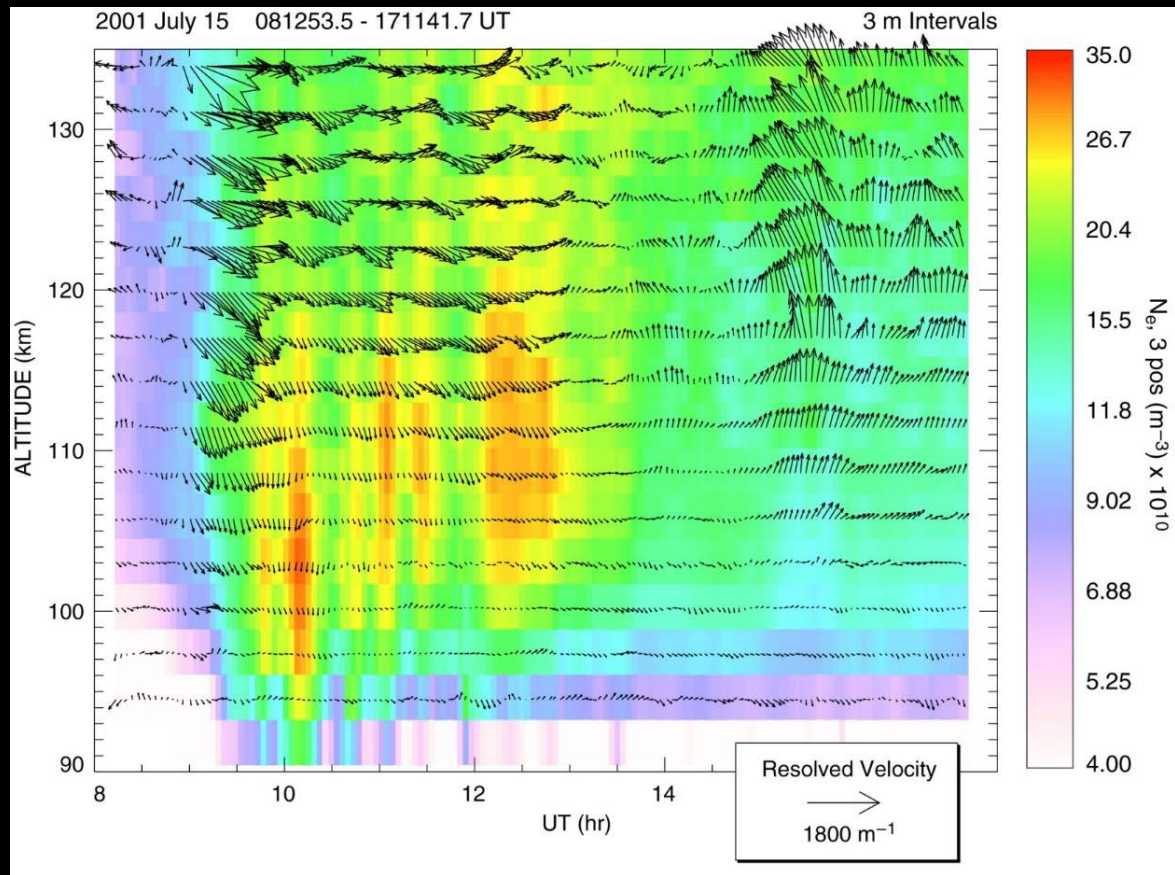 2001 July 15 081253.5 - 171141.7 UT 3 m Intervals
130
120
110
100
90
ALTITUDE (km)
8 10 12 14
UT (hr)
Resolved Velocity
1800 m⁻¹
35.0
26.7
20.4
15.5
11.8
9.02
6.88
5.25
4.00
Nₑ, 3 pos (m⁻³) x 10¹⁰